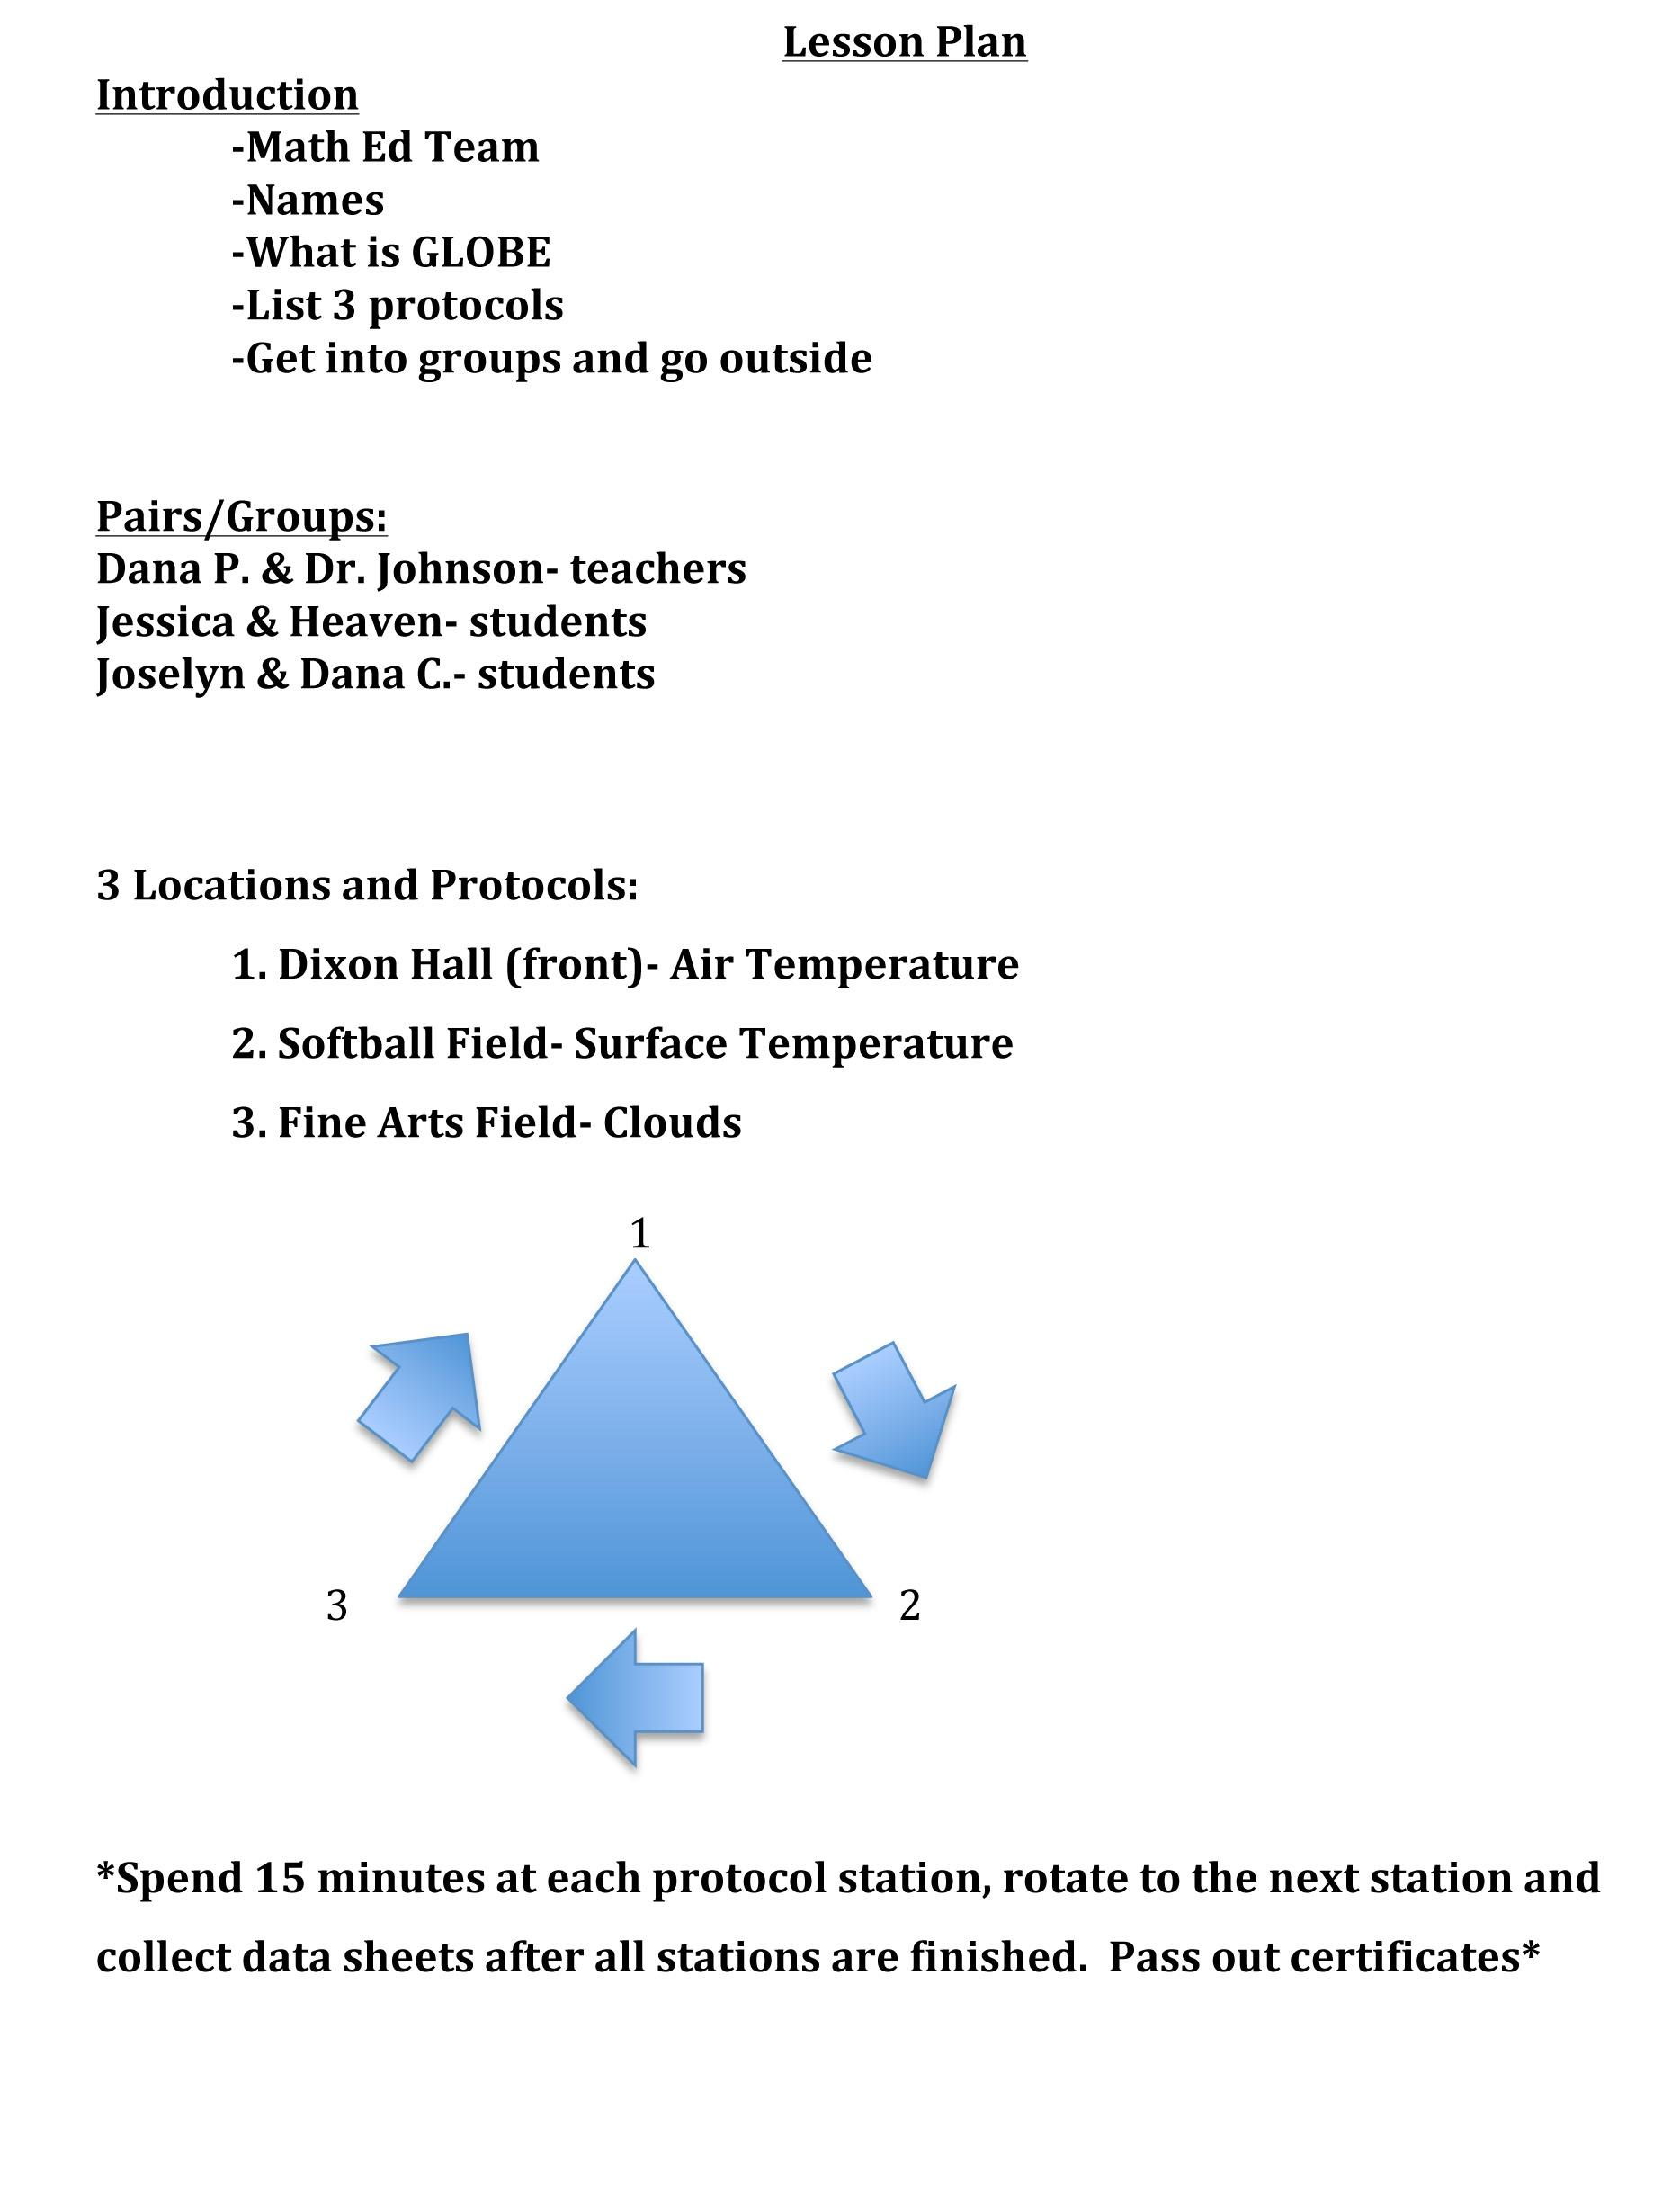 Lesson Plan
Introduction
-Math Ed Team
-Names
-What is GLOBE
-List 3 protocols
-Get into groups and go outside
Pairs/Groups:
Dana P. & Dr. Johnson- teachers
Jessica & Heaven- students
Joselyn & Dana C.- students
3 Locations and Protocols:
1. Dixon Hall (front)- Air Temperature
2. Softball Field- Surface Temperature
3. Fine Arts Field- Clouds
1
3
2
*Spend 15 minutes at each protocol station, rotate to the next station and
collect data sheets after all stations are finished.  Pass out certificates*